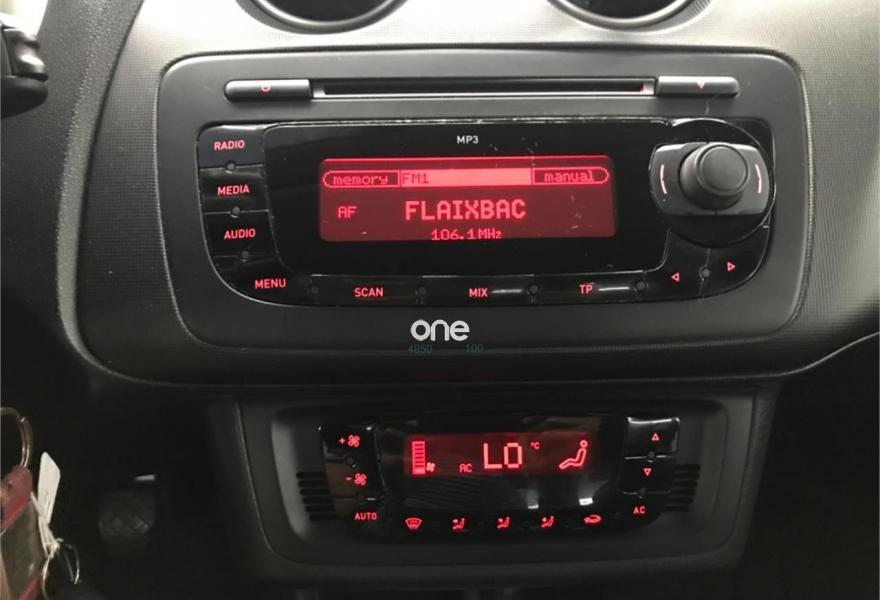 MP3
RADIO
memory FM1 manual
MEDIA
AF FLAIXBAC
AUDIO
106.1MHz
MENU SCAN MIX TP
one
4850 100
AC LO °C
AUTO AC